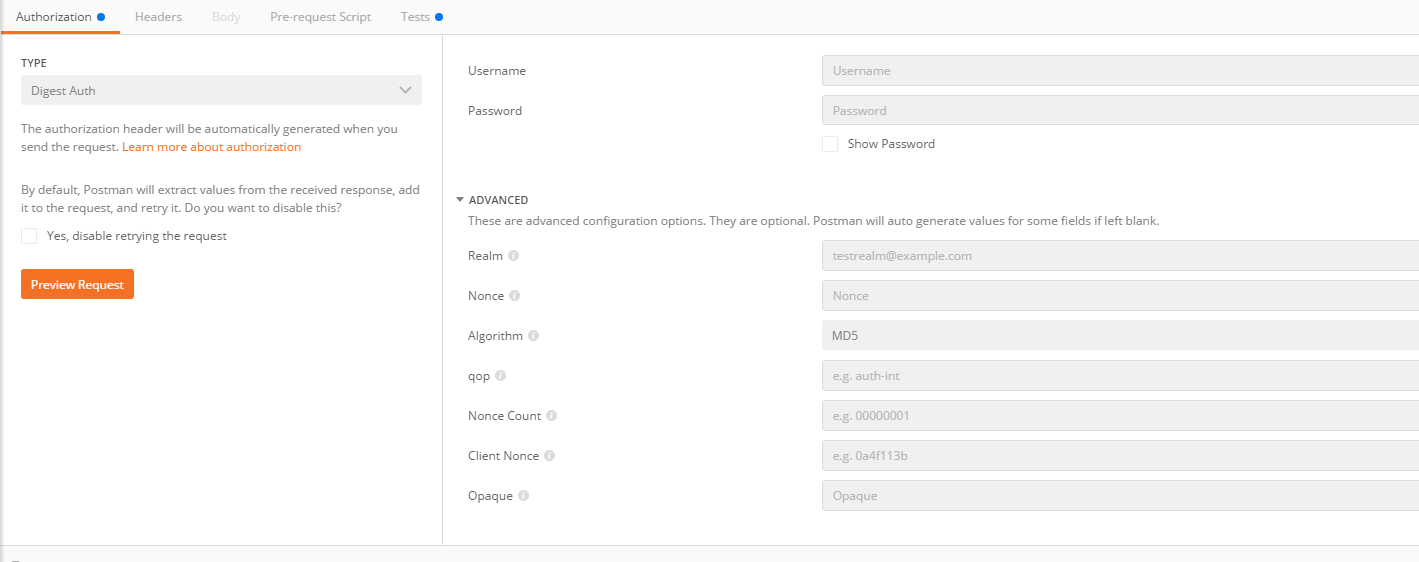 Authorization Headers Body Pre-request Script Tests
TYPE
Digest Auth
The authorization header will be automatically generated when you
send the request. Learn more about authorization
By default, Postman will extract values from the received response, add
it to the request, and retry it. Do you want to disable this?
Yes, disable retrying the request
Preview Request
Username Username
Password Password
Show Password
ADVANCED
These are advanced configuration options. They are optional. Postman will auto generate values for some fields if left blank.
Realm testrealm@example.com
Nonce Nonce
Algorithm MD5
qop e.g. auth-int
Nonce Count e.g. 00000001
Client Nonce e.g. 0a4f113b
Opaque Opaque